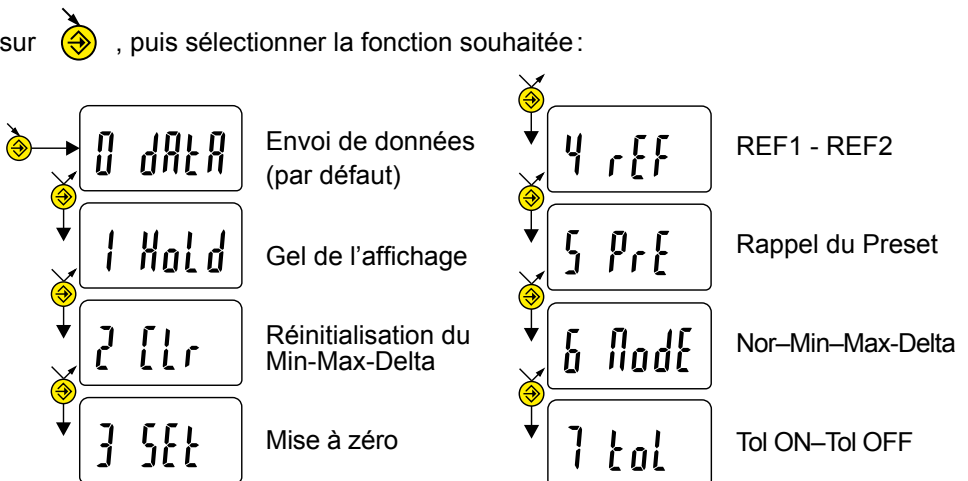 sur , puis sélectionner la fonction souhaitée :
0 dAtA
Envoi de données
(par défaut)
1 HoLd
Gel de l’affichage
2 CLr
Réinitialisation du
Min-Max-Delta
3 SEt
Mise à zéro
4 rEF
REF1 - REF2
5 PrE
Rappel du Preset
6 ModE
Nor–Min–Max-Delta
7 toL
Tol ON–Tol OFF